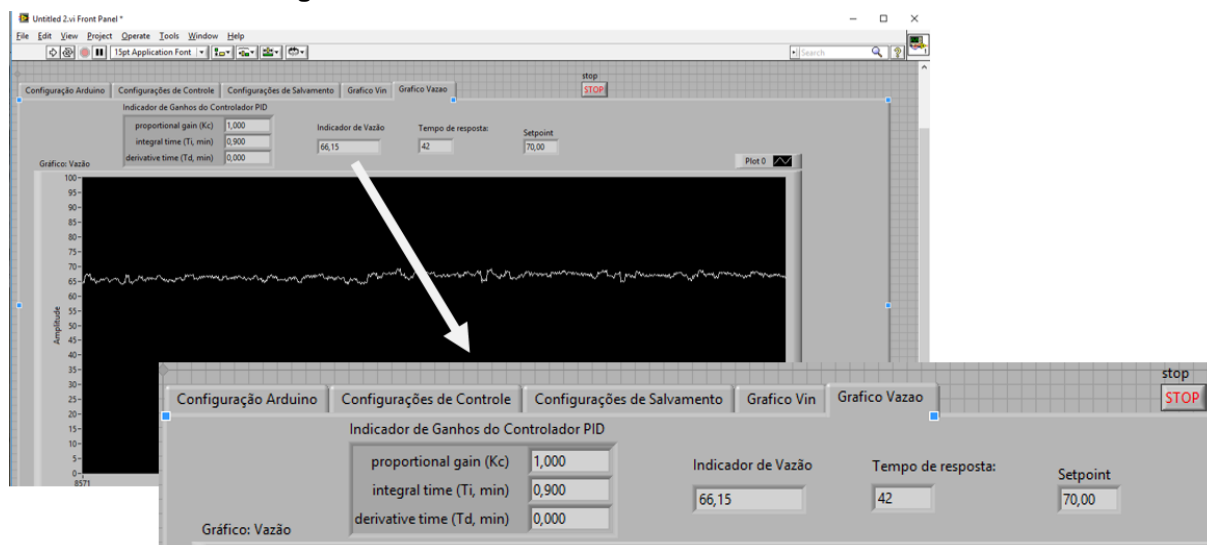 Untitled 2.vi Front Panel *
File Edit View Project Operate Tools Window Help
15pt Application Font
Search
stop
STOP
Configuração Arduino Configurações de Controle Configurações de Salvamento Grafico Vin Grafico Vazao
Indicador de Ganhos do Controlador PID
proportional gain (Kc) 1,000
integral time (Ti, min) 0,900
derivative time (Td, min) 0,000
Indicador de Vazão
66,15
Tempo de resposta:
42
Setpoint
70,00
Gráfico: Vazão
Plot 0
Amplitude
100
95
90
85
80
75
70
65
60
55
50
45
40
35
30
25
20
15
10
5
0
8571
stop
STOP
Configuração Arduino Configurações de Controle Configurações de Salvamento Grafico Vin Grafico Vazao
Indicador de Ganhos do Controlador PID
proportional gain (Kc) 1,000
integral time (Ti, min) 0,900
derivative time (Td, min) 0,000
Indicador de Vazão
66,15
Tempo de resposta:
42
Setpoint
70,00
Gráfico: Vazão